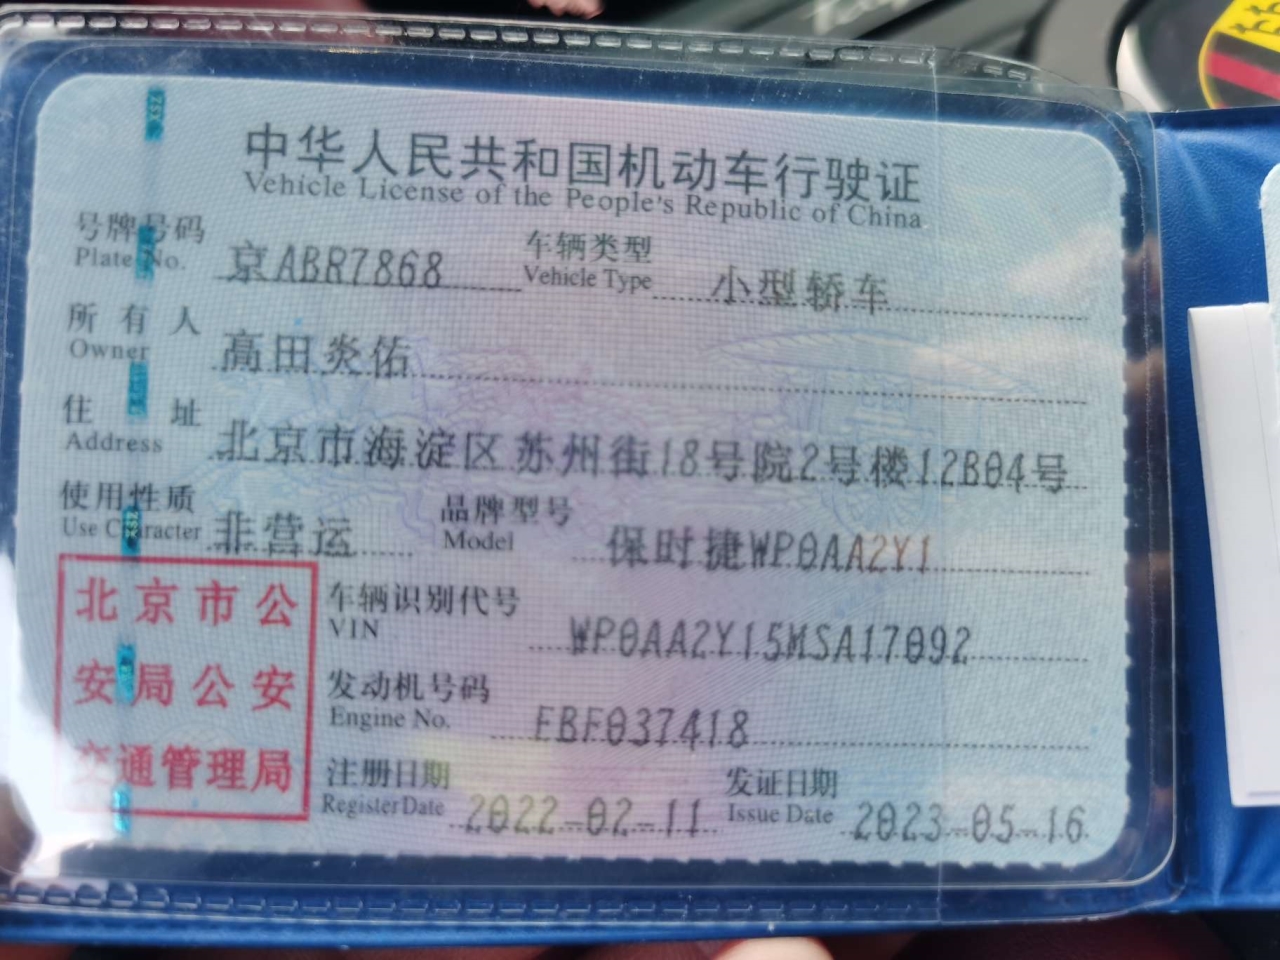 中华人民共和国机动车行驶证
Vehicle License of the People's Republic of China
号牌号码 京ABR7868 车辆类型 小型轿车
Plate No. Vehicle Type
所有人 高田炎佑
Owner
住址 北京市海淀区苏州街18号院2号楼12B04号
Address
使用性质 非营运 品牌型号 保时捷WP0AA2Y1
Use Character Model
北京市公
安局公安
交通管理局
车辆识别代号 WP0AA2Y15MSA17092
VIN
发动机号码 EBF037418
Engine No.
注册日期 2022-02-11 发证日期 2023-05-16
Register Date Issue Date